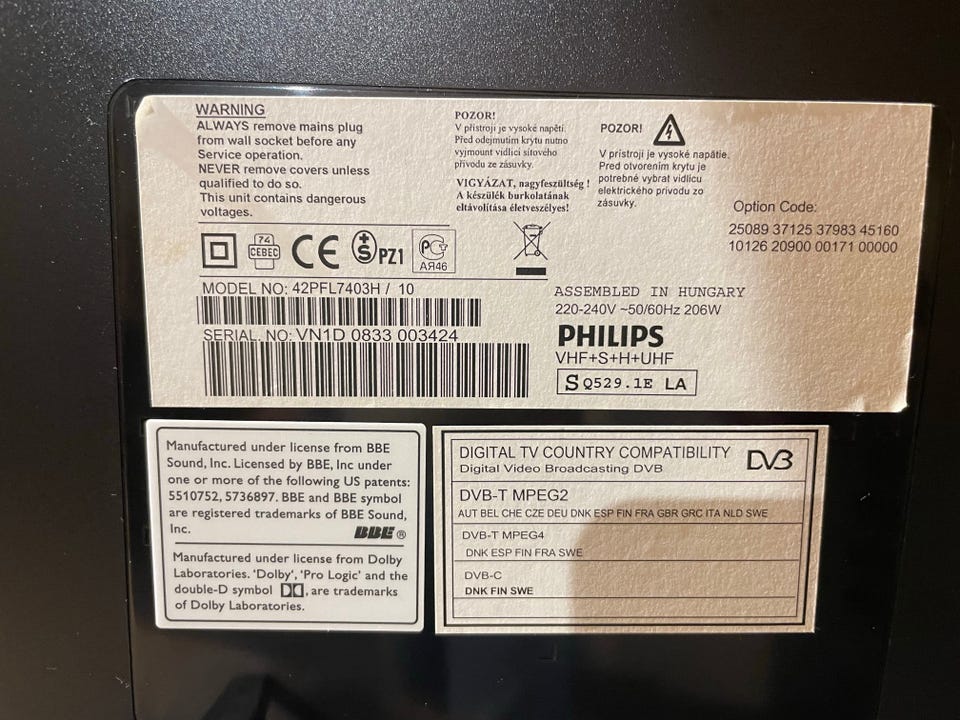 WARNING
ALWAYS remove mains plug
from wall socket before any
Service operation.
NEVER remove covers unless
qualified to do so.
This unit contains dangerous
voltages.
POZOR!
V přístroji je vysoké napětí.
Před odejmutím krytu nutno
vyjmount vidlici síťového
přívodu ze zásuvky.
VIGYÁZAT, nagyfeszültség !
A készülék burkolatának
eltávolítása életveszélyes!
POZOR!
V prístroji je vysoké napätie.
Pred otvorením krytu je
potrebné vybrat vidlicu
elektrického privodu zo
zásuvky.
Option Code:
25089 37125 37983 45160
10126 20900 00171 00000
74
CEBEC
CE
+S
PZ1
PG
АЯ46
MODEL NO: 42PFL7403H / 10
SERIAL. NO: VN1D 0833 003424
ASSEMBLED IN HUNGARY
220-240V ~50/60Hz 206W
PHILIPS
VHF+S+H+UHF
S Q529.1E LA
Manufactured under license from BBE
Sound, Inc. Licensed by BBE, Inc under
one or more of the following US patents:
5510752, 5736897. BBE and BBE symbol
are registered trademarks of BBE Sound,
Inc.
BBE ®
Manufactured under license from Dolby
Laboratories. 'Dolby', 'Pro Logic' and the
double-D symbol DD, are trademarks
of Dolby Laboratories.
DIGITAL TV COUNTRY COMPATIBILITY
Digital Video Broadcasting DVB
DVB
DVB-T MPEG2
AUT BEL CHE CZE DEU DNK ESP FIN FRA GBR GRC ITA NLD SWE
DVB-T MPEG4
DNK ESP FIN FRA SWE
DVB-C
DNK FIN SWE